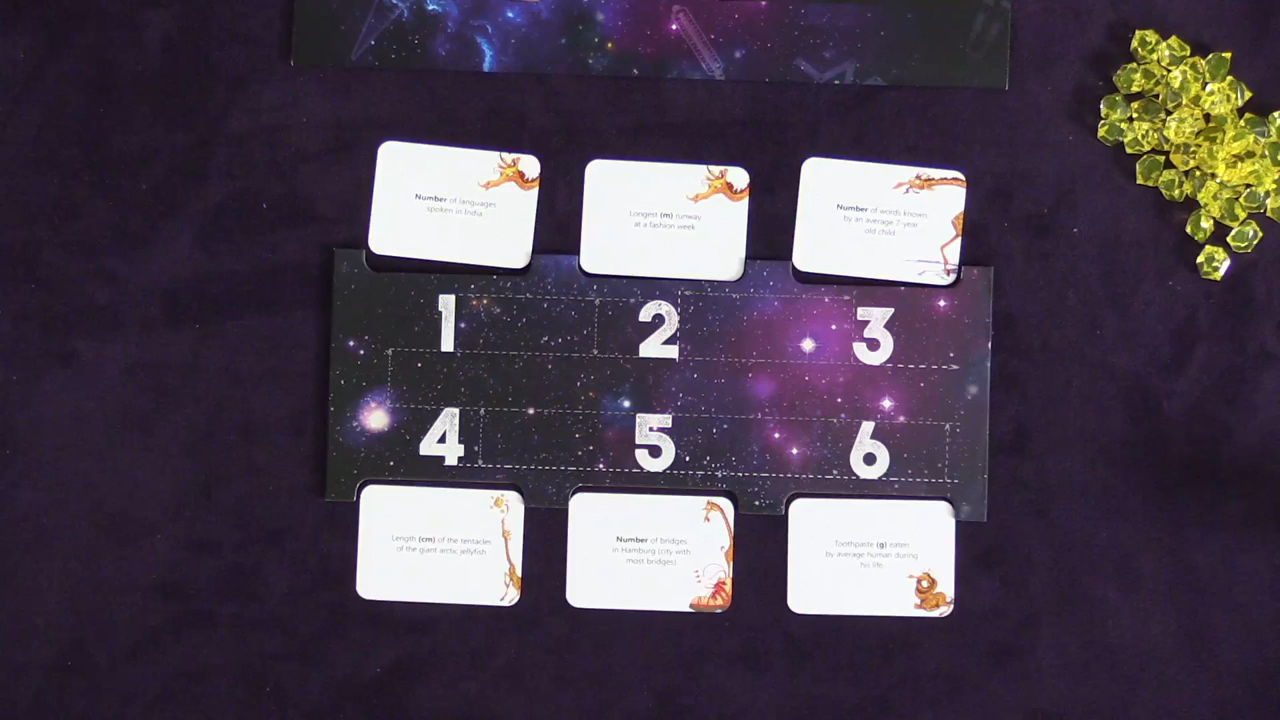 Number of languages
spoken in India
Longest (m) runway
at a fashion week
Number of words known
by an average 7-year
old child
1
2
3
4
5
6
Length (cm) of the tentacles
of the giant arctic jellyfish
Number of bridges
in Hamburg (city with
most bridges)
Toothpaste (g) eaten
by average human during
his life